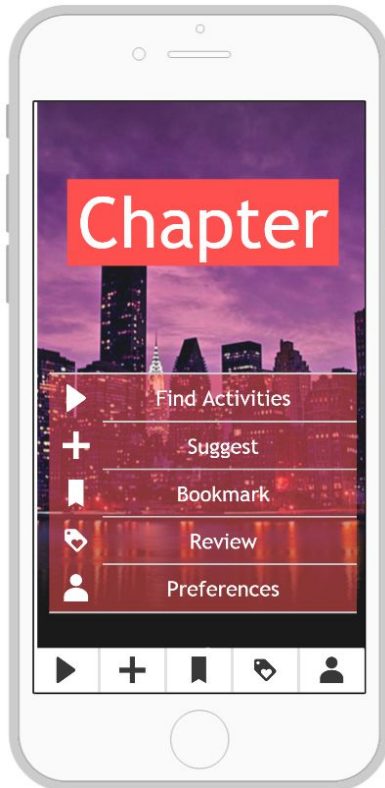 Chapter
Find Activities
Suggest
Bookmark
Review
Preferences